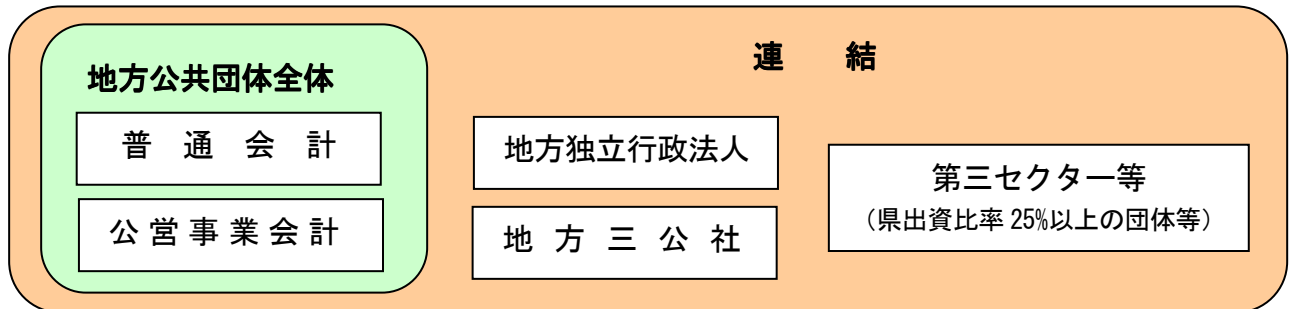 連　　結
地方公共団体全体
普　通　会　計
公 営 事 業 会 計
地方独立行政法人
地 方 三 公 社
第三セクター等
（県出資比率 25%以上の団体等）